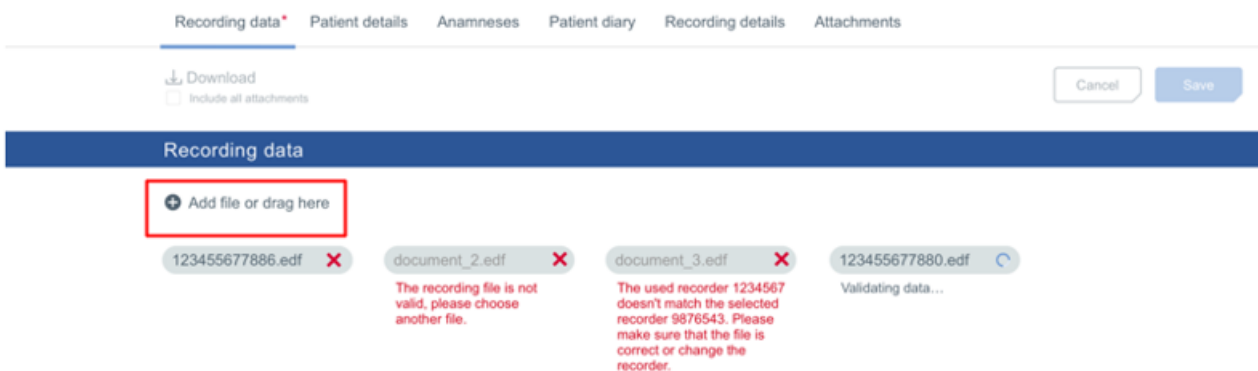 Recording data* Patient details Anamneses Patient diary Recording details Attachments
Download
Include all attachments
Cancel Save
Recording data
Add file or drag here
123455677886.edf document_2.edf document_3.edf 123455677880.edf
The recording file is not
valid, please choose
another file.
The used recorder 1234567
doesn't match the selected
recorder 9876543. Please
make sure that the file is
correct or change the
recorder.
Validating data...